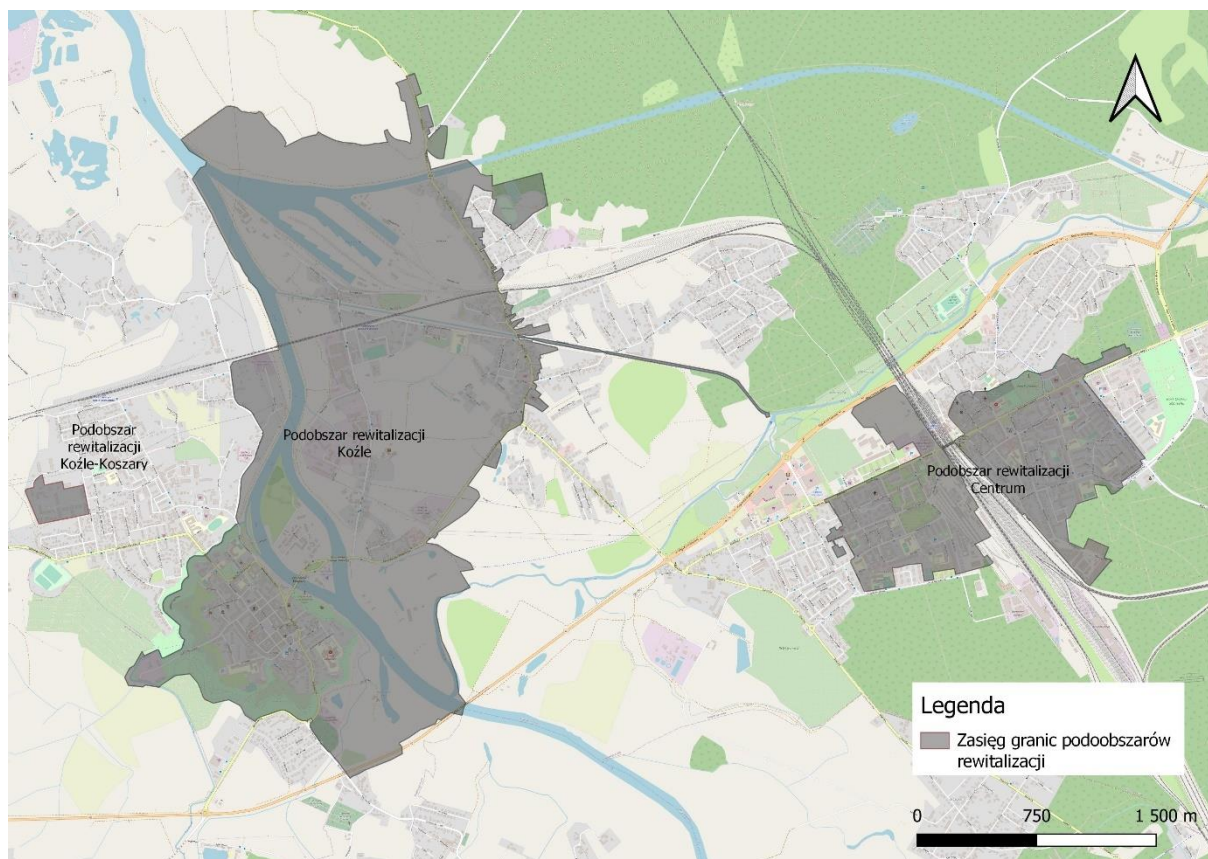 Podobszar
rewitalizacji
Koźle-Koszary
Podobszar rewitalizacji
Koźle
Podobszar rewitalizacji
Centrum
Legenda
Zasięg granic podoobszarów
rewitalizacji
0 750 1 500 m